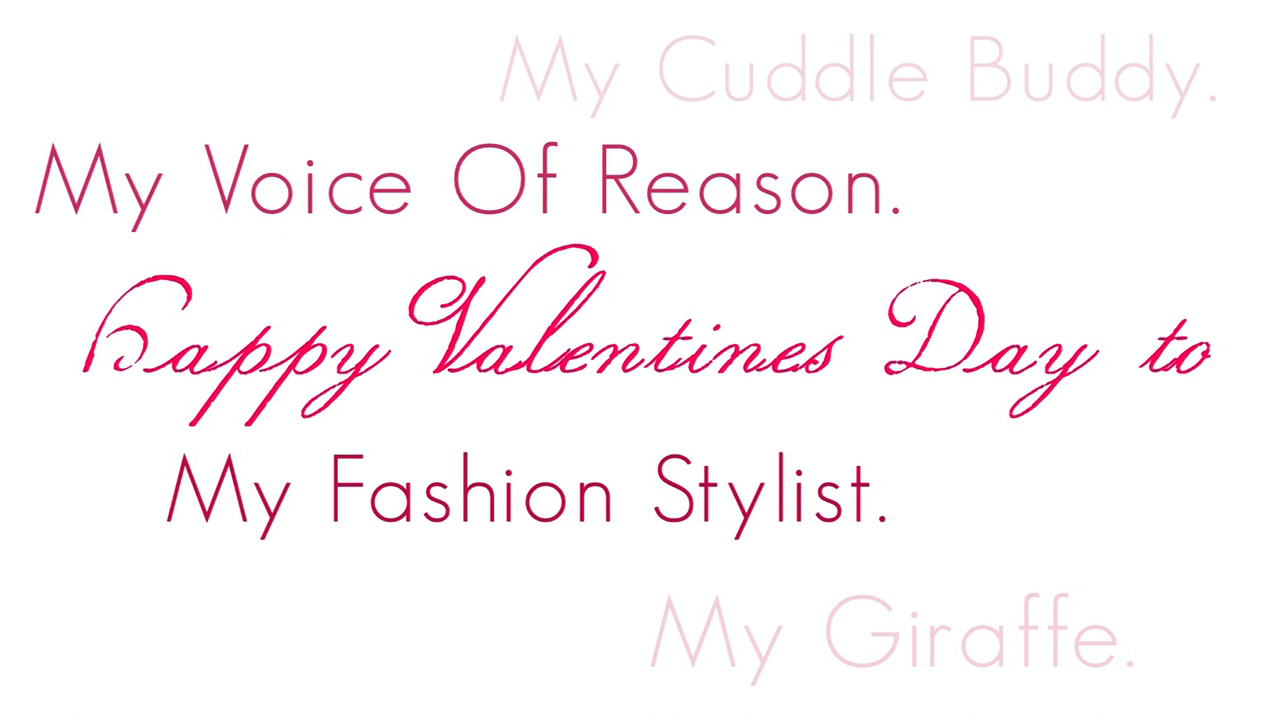 My Cuddle Buddy.
My Voice Of Reason.
happy Valentines Day to
My Fashion Stylist.
My Giraffe.